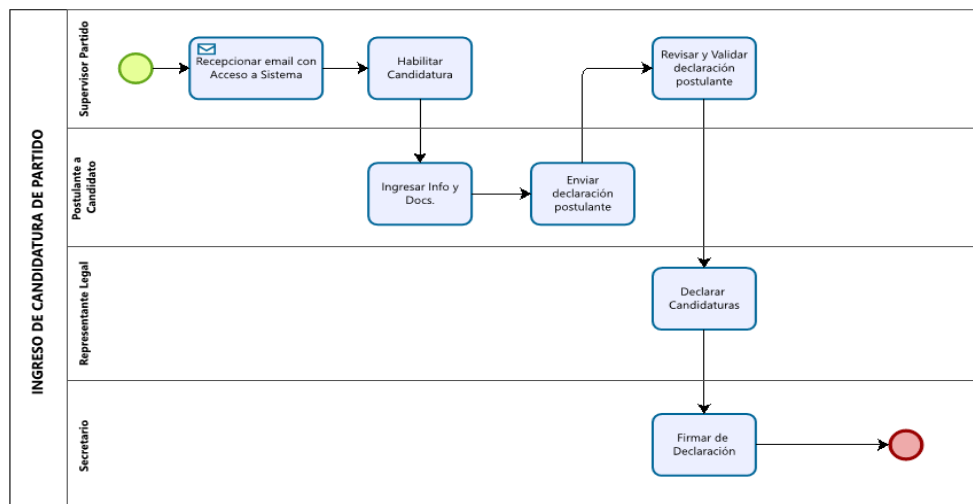 INGRESO DE CANDIDATURA DE PARTIDO
Supervisor Partido
Recepcionar email con
Acceso a Sistema
Habilitar
Candidatura
Revisar y Validar
declaración
postulante
Postulante a
Candidato
Ingresar Info y
Docs.
Enviar
declaración
postulante
Representante Legal
Declarar
Candidaturas
Secretario
Firmar de
Declaración